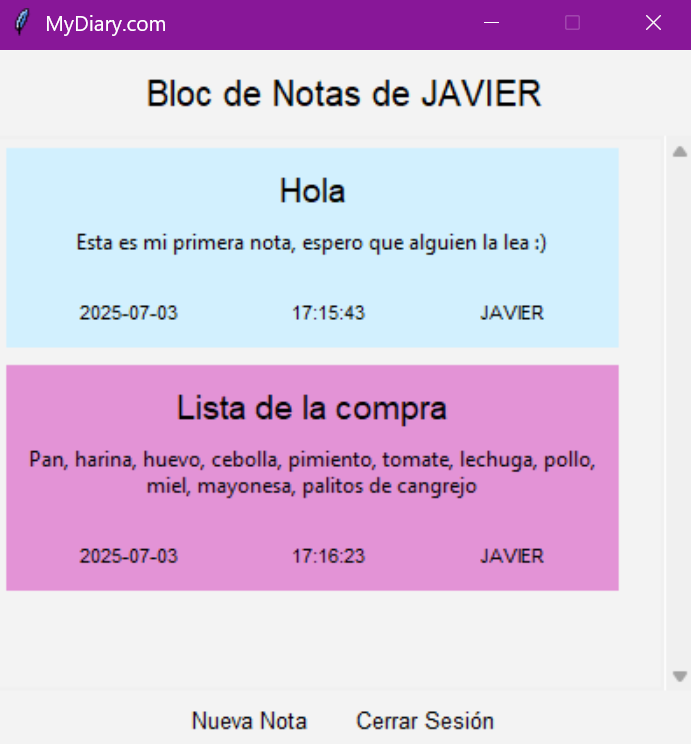 MyDiary.com
Bloc de Notas de JAVIER
Hola
Esta es mi primera nota, espero que alguien la lea :)
2025-07-03 17:15:43 JAVIER
Lista de la compra
Pan, harina, huevo, cebolla, pimiento, tomate, lechuga, pollo,
miel, mayonesa, palitos de cangrejo
2025-07-03 17:16:23 JAVIER
Nueva Nota Cerrar Sesión